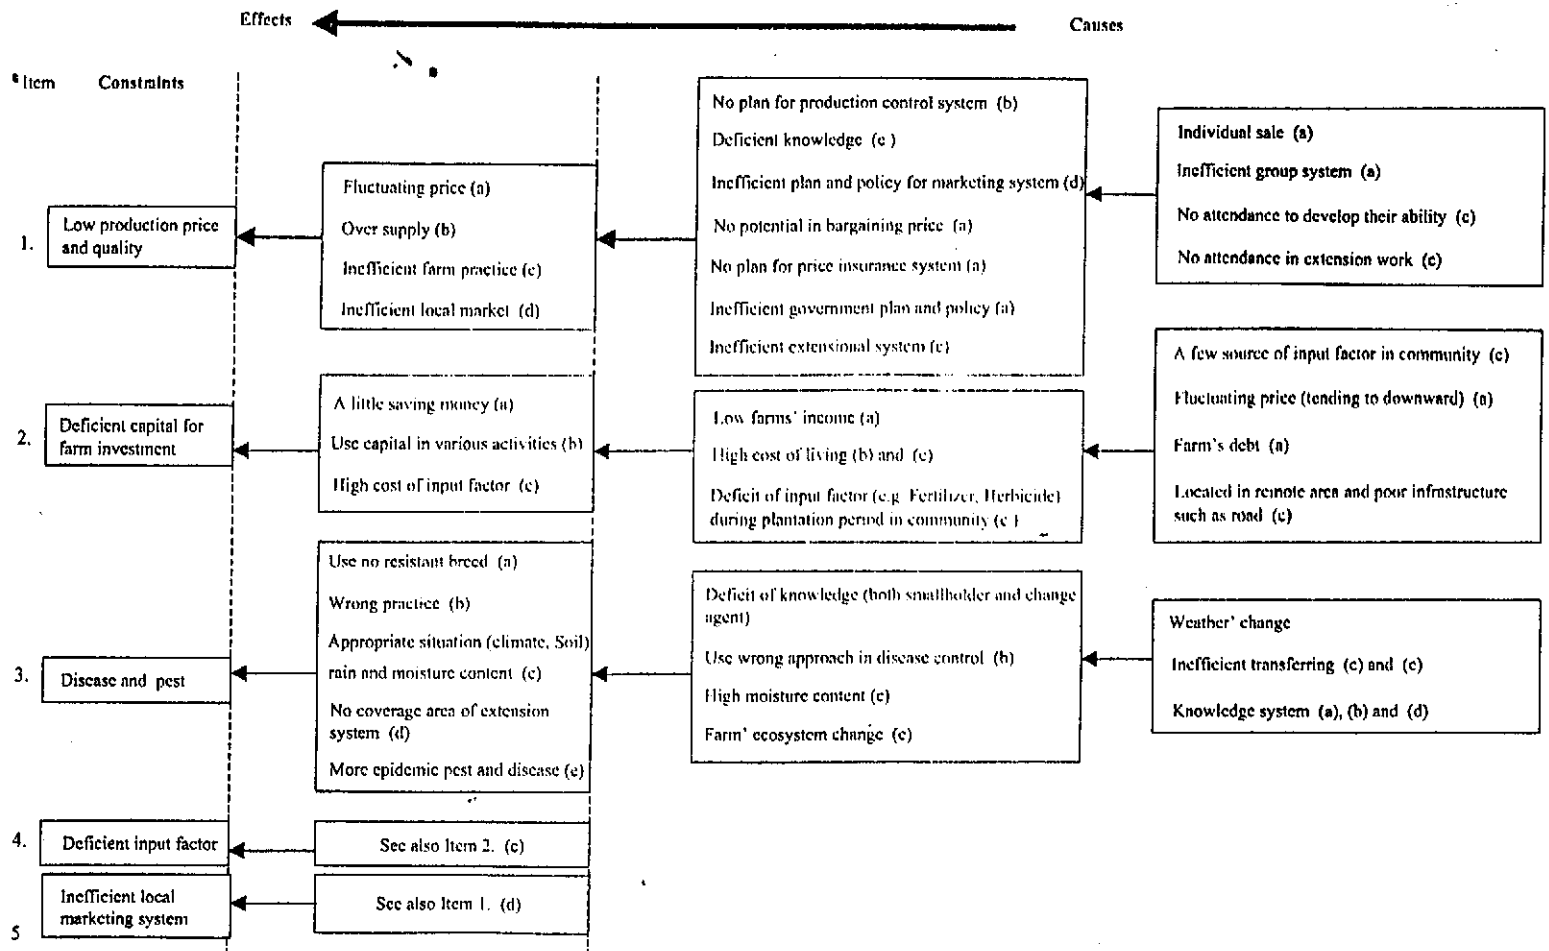 Effects Causes
Item Constraints
1. Low production price
and quality
Fluctuating price (a)
Over supply (b)
Inefficient farm practice (c)
Inefficient local market (d)
No plan for production control system (b)
Deficient knowledge (c)
Inefficient plan and policy for marketing system (d)
No potential in bargaining price (a)
No plan for price insurance system (a)
Inefficient government plan and policy (a)
Inefficient extensional system (c)
Individual sale (a)
Inefficient group system (a)
No attendance to develop their ability (c)
No attendance in extension work (c)
2. Deficient capital for
farm investment
A little saving money (a)
Use capital in various activities (b)
High cost of input factor (c)
Low farms' income (a)
High cost of living (b) and (c)
Deficit of input factor (e.g. Fertilizer, Herbicide)
during plantation period in community (c)
A few source of input factor in community (c)
Fluctuating price (tending to downward) (a)
Farm's debt (a)
Located in remote area and poor infrastructure
such as road (c)
3. Disease and pest
Use no resistant breed (a)
Wrong practice (b)
Appropriate situation (climate, Soil)
rain and moisture content (c)
No coverage area of extension
system (d)
More epidemic pest and disease (e)
Deficit of knowledge (both smallholder and change
agent)
Use wrong approach in disease control (b)
High moisture content (c)
Farm' ecosystem change (c)
Weather' change
Inefficient transferring (c) and (c)
Knowledge system (a), (b) and (d)
4. Deficient input factor
See also Item 2. (c)
5 Inefficient local
marketing system
See also Item 1. (d)